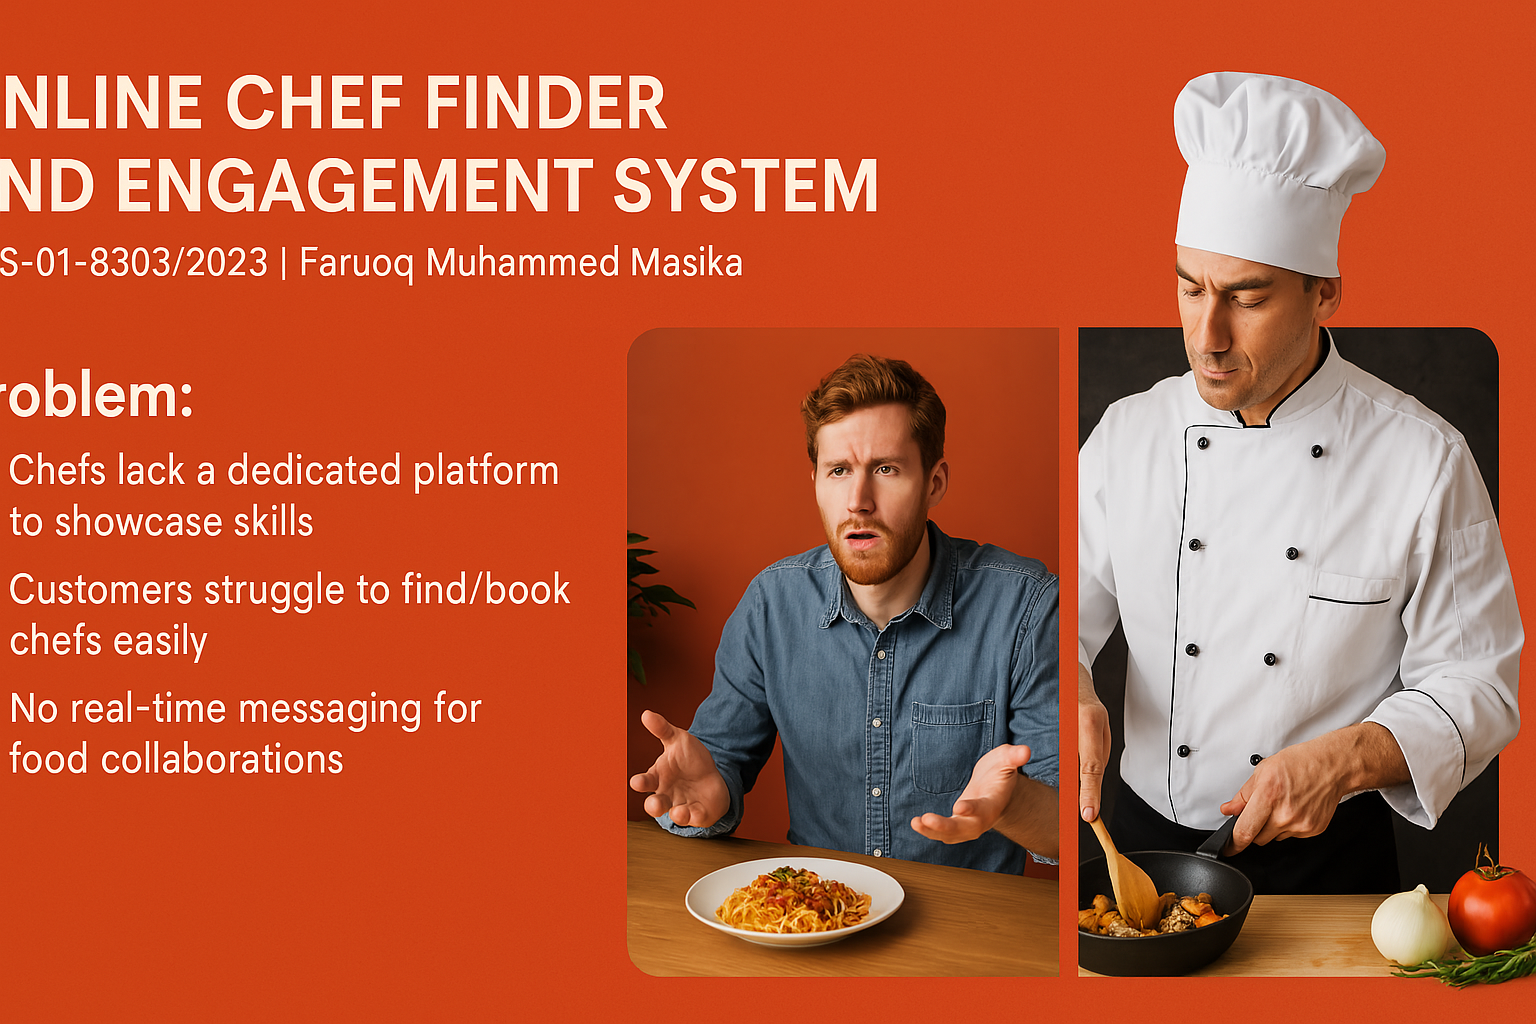 NLINE CHEF FINDER
ND ENGAGEMENT SYSTEM
S-01-8303/2023 | Faruoq Muhammed Masika
roblem:
Chefs lack a dedicated platform
to showcase skills
Customers struggle to find/book
chefs easily
No real-time messaging for
food collaborations